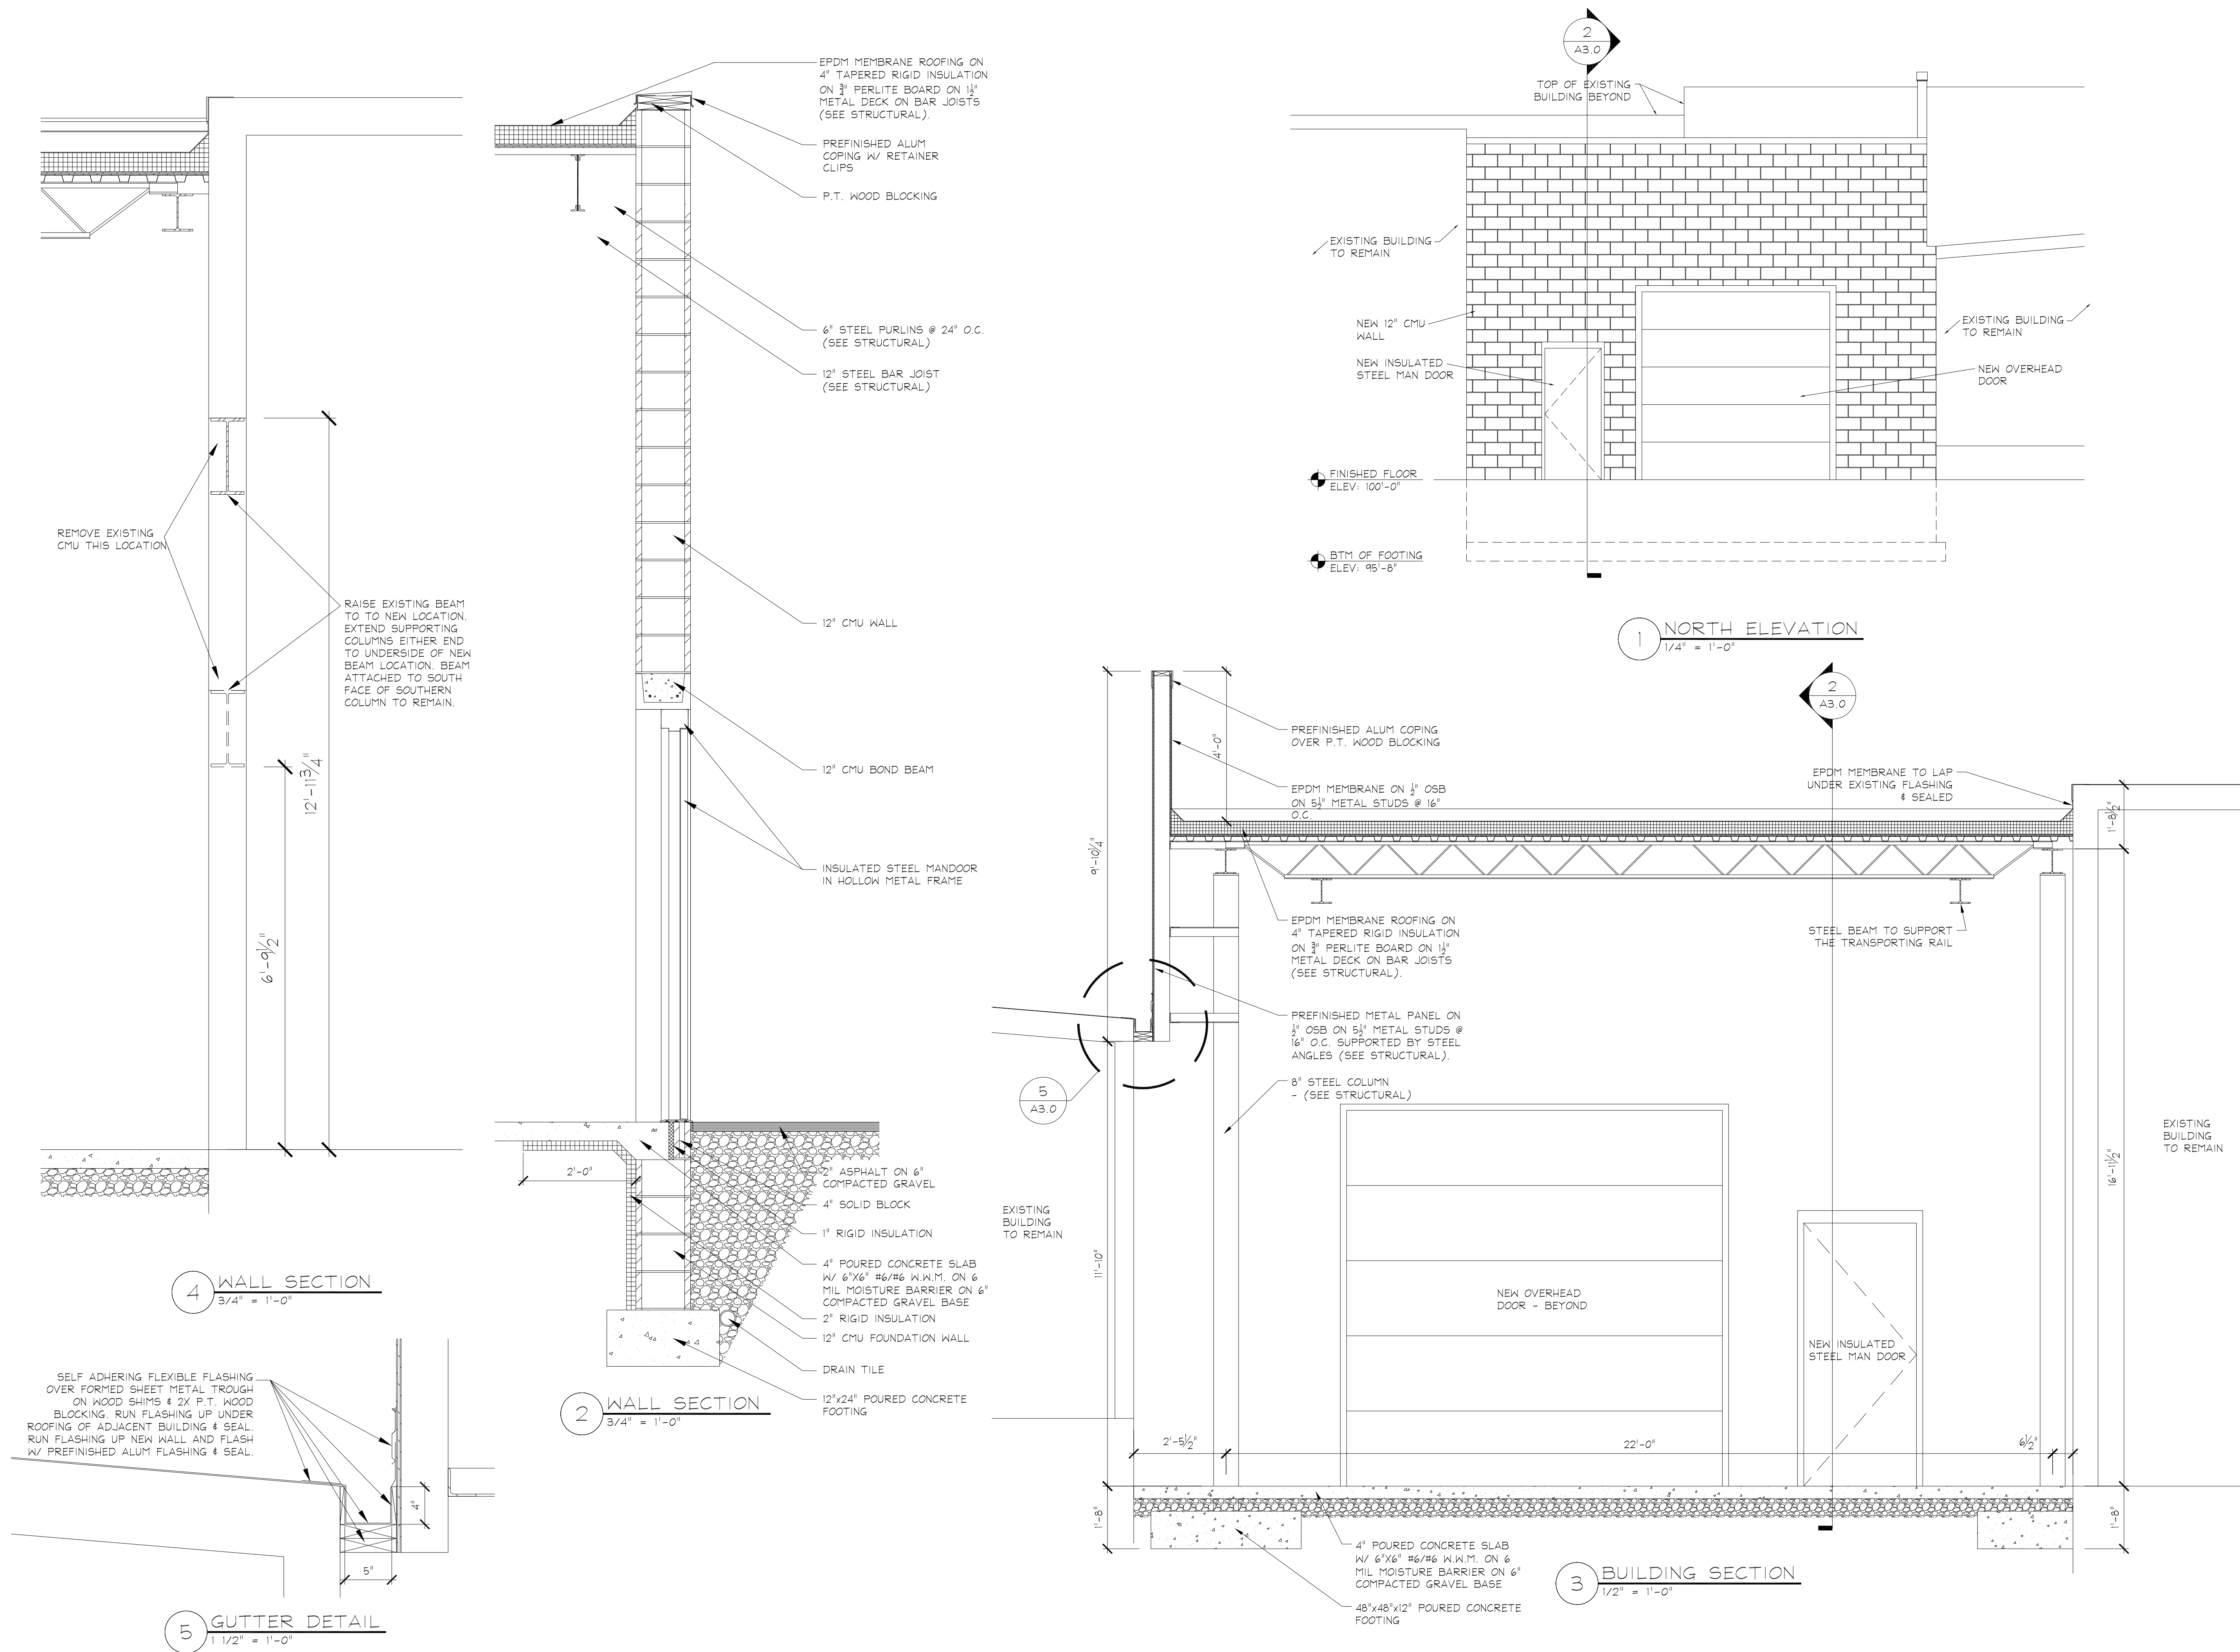 EPDM MEMBRANE ROOFING ON
4" TAPERED RIGID INSULATION
ON 3/4" PERLITE BOARD ON 1 1/2"
METAL DECK ON BAR JOISTS
(SEE STRUCTURAL).
PREFINISHED ALUM
COPING W/ RETAINER
CLIPS
P.T. WOOD BLOCKING
6" STEEL PURLINS @ 24" O.C.
(SEE STRUCTURAL)
12" STEEL BAR JOIST
(SEE STRUCTURAL)
12" CMU WALL
12" CMU BOND BEAM
INSULATED STEEL MANDOOR
IN HOLLOW METAL FRAME
2'-0"
2" ASPHALT ON 6"
COMPACTED GRAVEL
4" SOLID BLOCK
1" RIGID INSULATION
4" POURED CONCRETE SLAB
W/ 6"X6" #6/#6 W.W.M. ON 6
MIL MOISTURE BARRIER ON 6"
COMPACTED GRAVEL BASE
2" RIGID INSULATION
12" CMU FOUNDATION WALL
DRAIN TILE
12"x24" POURED CONCRETE
FOOTING
2 WALL SECTION
3/4" = 1'-0"
REMOVE EXISTING
CMU THIS LOCATION
RAISE EXISTING BEAM
TO TO NEW LOCATION.
EXTEND SUPPORTING
COLUMNS EITHER END
TO UNDERSIDE OF NEW
BEAM LOCATION. BEAM
ATTACHED TO SOUTH
FACE OF SOUTHERN
COLUMN TO REMAIN.
12'-1 3/4"
6'-9 1/2"
4 WALL SECTION
3/4" = 1'-0"
SELF ADHERING FLEXIBLE FLASHING
OVER FORMED SHEET METAL TROUGH
ON WOOD SHIMS & 2X P.T. WOOD
BLOCKING. RUN FLASHING UP UNDER
ROOFING OF ADJACENT BUILDING & SEAL.
RUN FLASHING UP NEW WALL AND FLASH
W/ PREFINISHED ALUM FLASHING & SEAL.
4"
5"
5 GUTTER DETAIL
1 1/2" = 1'-0"
2
A3.0
TOP OF EXISTING
BUILDING BEYOND
EXISTING BUILDING
TO REMAIN
NEW 12" CMU
WALL
NEW INSULATED
STEEL MAN DOOR
EXISTING BUILDING
TO REMAIN
NEW OVERHEAD
DOOR
FINISHED FLOOR
ELEV: 100'-0"
BTM OF FOOTING
ELEV: 95'-8"
1 NORTH ELEVATION
1/4" = 1'-0"
2
A3.0
PREFINISHED ALUM COPING
OVER P.T. WOOD BLOCKING
4'-0"
EPDM MEMBRANE ON 1/2" OSB
ON 5 1/2" METAL STUDS @ 16"
O.C.
EPDM MEMBRANE TO LAP
UNDER EXISTING FLASHING
& SEALED
1'-8 1/2"
9'-10 1/4"
EPDM MEMBRANE ROOFING ON
4" TAPERED RIGID INSULATION
ON 3/4" PERLITE BOARD ON 1 1/2"
METAL DECK ON BAR JOISTS
(SEE STRUCTURAL).
STEEL BEAM TO SUPPORT
THE TRANSPORTING RAIL
PREFINISHED METAL PANEL ON
1/2" OSB ON 5 1/2" METAL STUDS @
16" O.C. SUPPORTED BY STEEL
ANGLES (SEE STRUCTURAL).
5
A3.0
8" STEEL COLUMN
- (SEE STRUCTURAL)
EXISTING
BUILDING
TO REMAIN
EXISTING
BUILDING
TO REMAIN
16'-11 1/2"
11'-10"
NEW OVERHEAD
DOOR - BEYOND
NEW INSULATED
STEEL MAN DOOR
2'-5 1/2"
22'-0"
6 1/2"
1'-8"
1'-8"
4" POURED CONCRETE SLAB
W/ 6"X6" #6/#6 W.W.M. ON 6
MIL MOISTURE BARRIER ON 6"
COMPACTED GRAVEL BASE
48"x48"x12" POURED CONCRETE
FOOTING
3 BUILDING SECTION
1/2" = 1'-0"